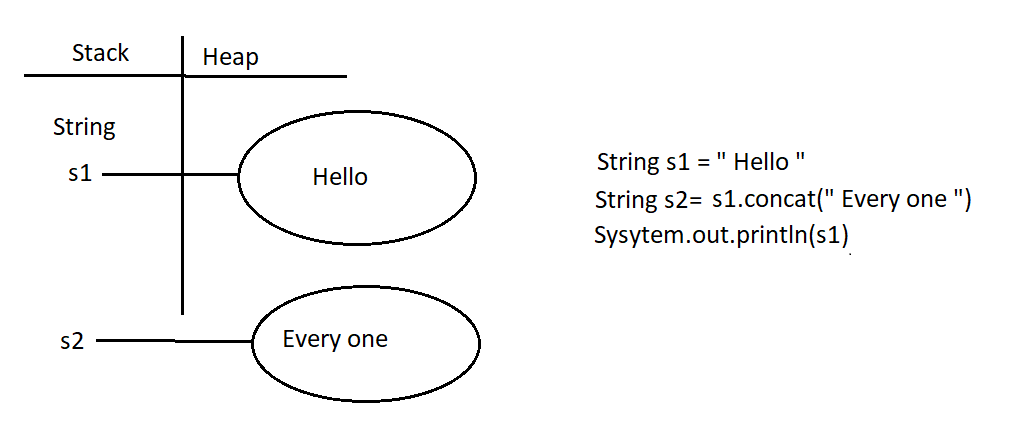 Stack
Heap
String
s1
Hello
s2
Every one
String s1 = " Hello "
String s2= s1.concat(" Every one ")
Sysytem.out.println(s1)